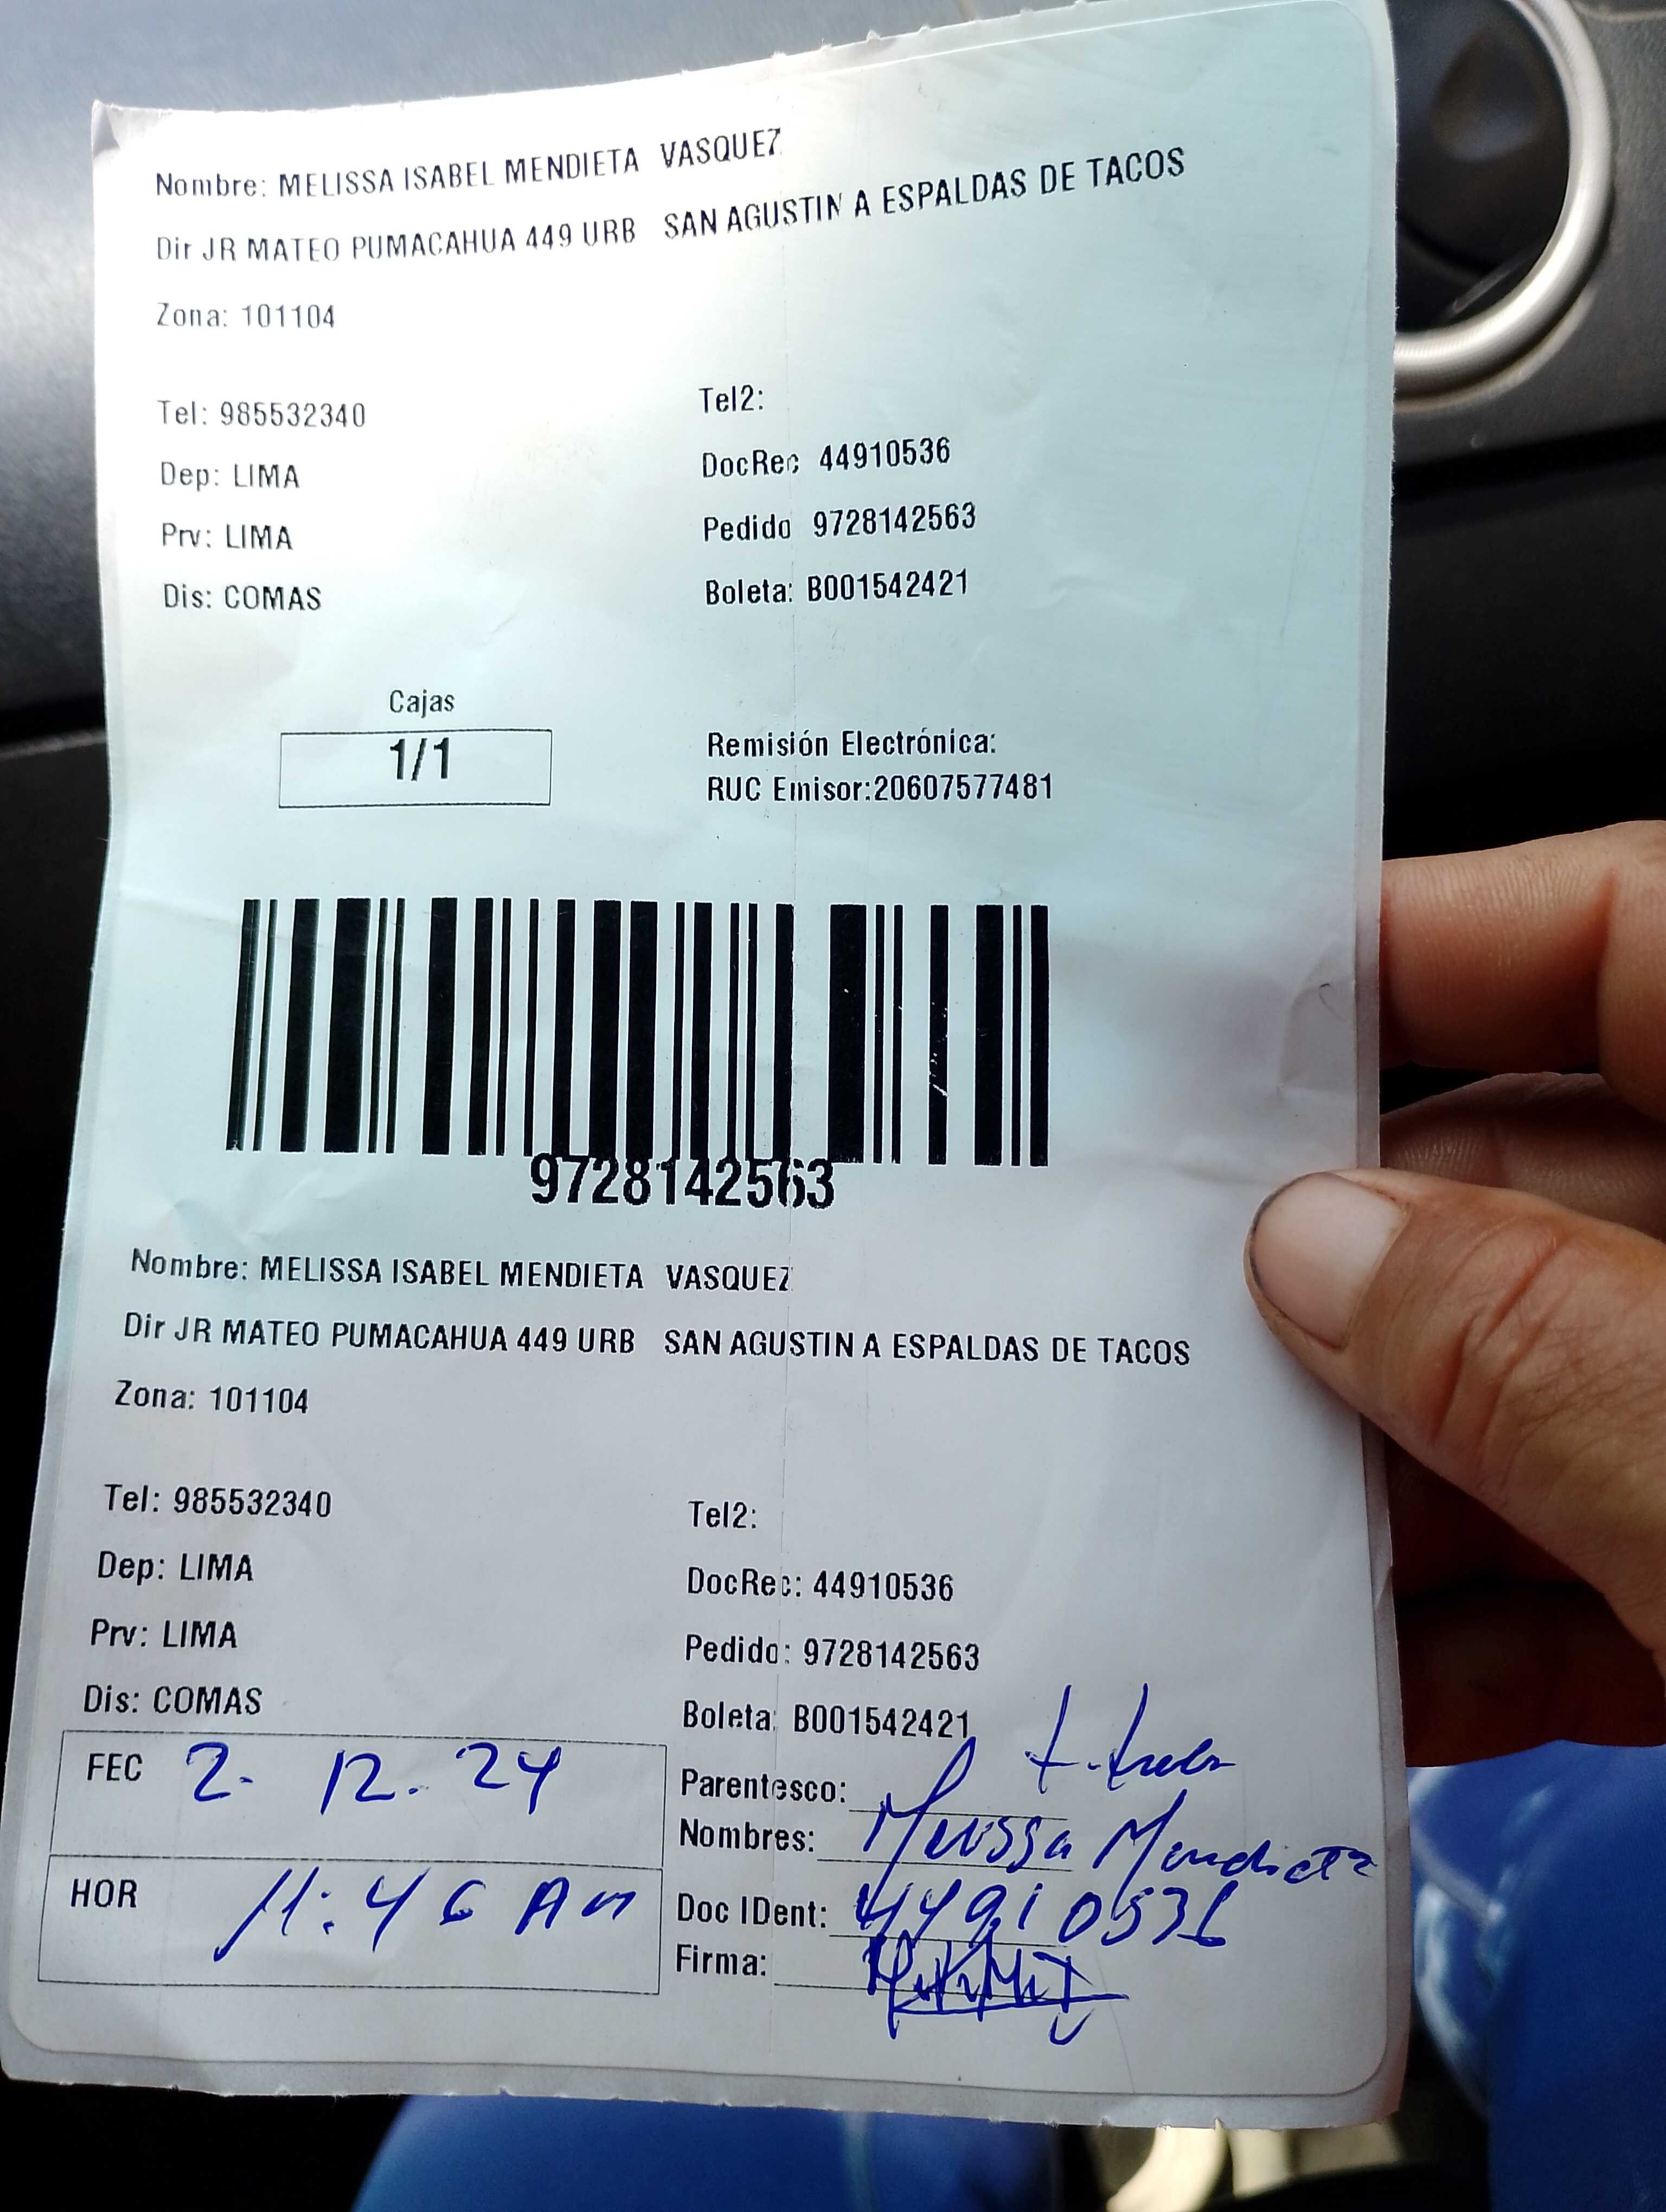 Nombre: MELISSA ISABEL MENDIETA VASQUEZ
Dir JR MATEO PUMACAHUA 449 URB SAN AGUSTIN A ESPALDAS DE TACOS
Zona: 101104
Tel: 985532340 Tel2:
Dep: LIMA DocRec 44910536
Prv: LIMA Pedido 9728142563
Dis: COMAS Boleta: B001542421
Cajas
1/1
Remisión Electrónica:
RUC Emisor:20607577481
9728142563
Nombre: MELISSA ISABEL MENDIETA VASQUEZ
Dir JR MATEO PUMACAHUA 449 URB SAN AGUSTIN A ESPALDAS DE TACOS
Zona: 101104
Tel: 985532340 Tel2:
Dep: LIMA DocRec: 44910536
Prv: LIMA Pedido: 9728142563
Dis: COMAS Boleta: B001542421
FEC 2. 12. 24
HOR 11:46 Am
Parentesco:
Nombres: Melissa Mendieta
Doc IDent:
Firma: